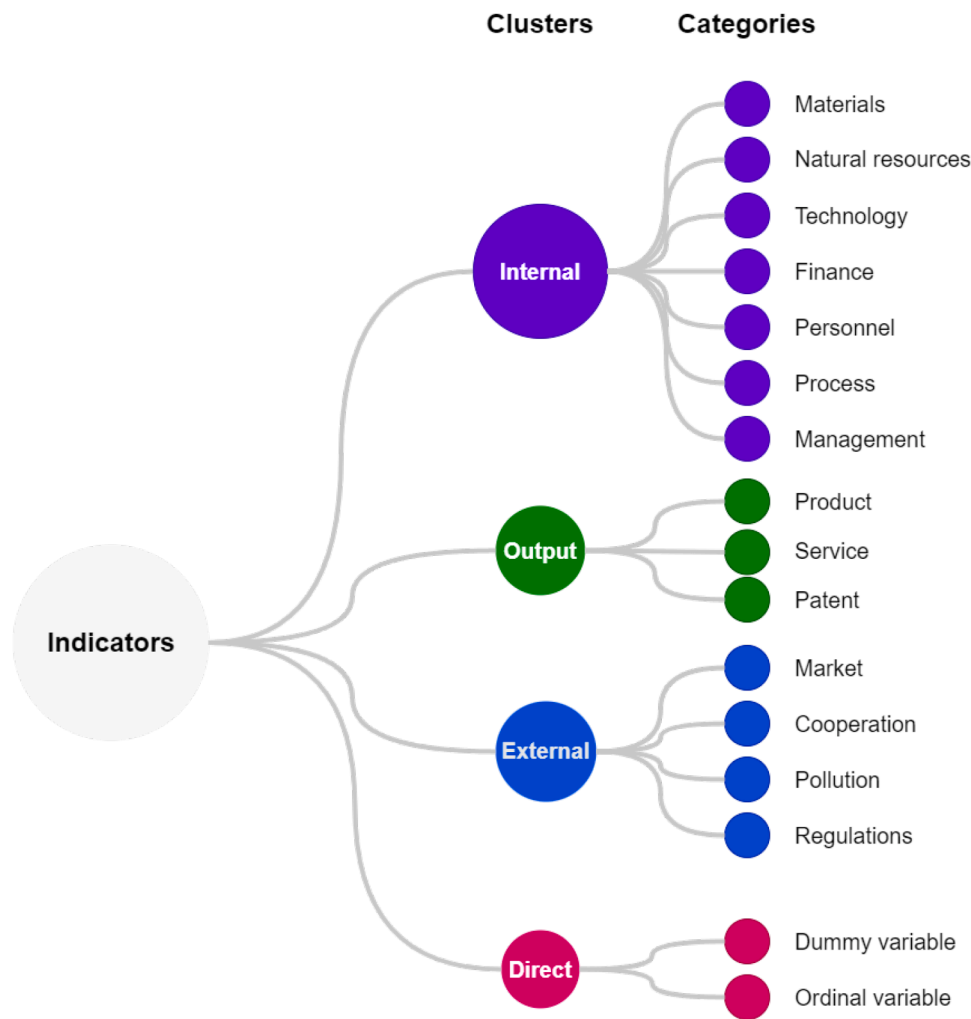 Clusters
Categories
Indicators
Internal
Materials
Natural resources
Technology
Finance
Personnel
Process
Management
Output
Product
Service
Patent
External
Market
Cooperation
Pollution
Regulations
Direct
Dummy variable
Ordinal variable